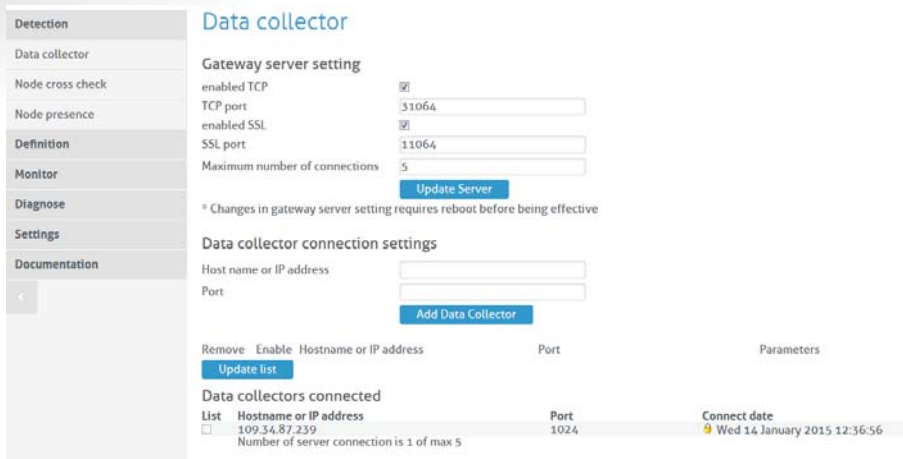 Detection
Data collector
Node cross check
Node presence
Definition
Monitor
Diagnose
Settings
Documentation
<
Data collector
Gateway server setting
enabled TCP
TCP port 31064
enabled SSL
SSL port 11064
Maximum number of connections 5
Update Server
* Changes in gateway server setting requires reboot before being effective
Data collector connection settings
Host name or IP address
Port
Add Data Collector
Remove Enable Hostname or IP address Port Parameters
Update list
Data collectors connected
List Hostname or IP address Port Connect date
109.34.87.239 1024 Wed 14 January 2015 12:36:56
Number of server connection is 1 of max 5